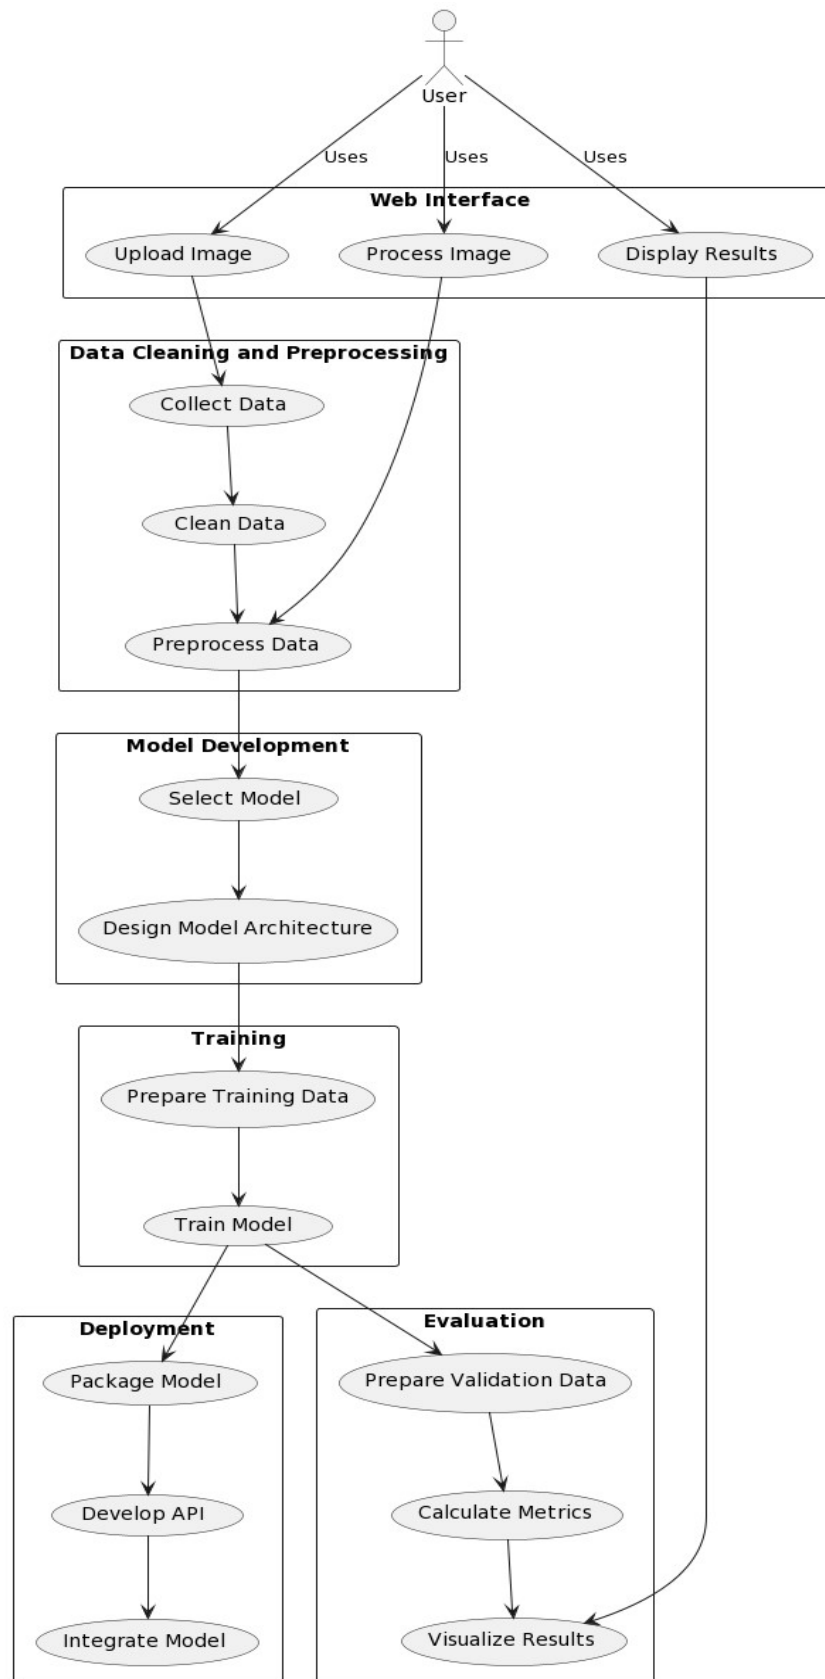 User
Uses
Uses
Uses
Web Interface
Upload Image
Process Image
Display Results
Data Cleaning and Preprocessing
Collect Data
Clean Data
Preprocess Data
Model Development
Select Model
Design Model Architecture
Training
Prepare Training Data
Train Model
Deployment
Package Model
Develop API
Integrate Model
Evaluation
Prepare Validation Data
Calculate Metrics
Visualize Results